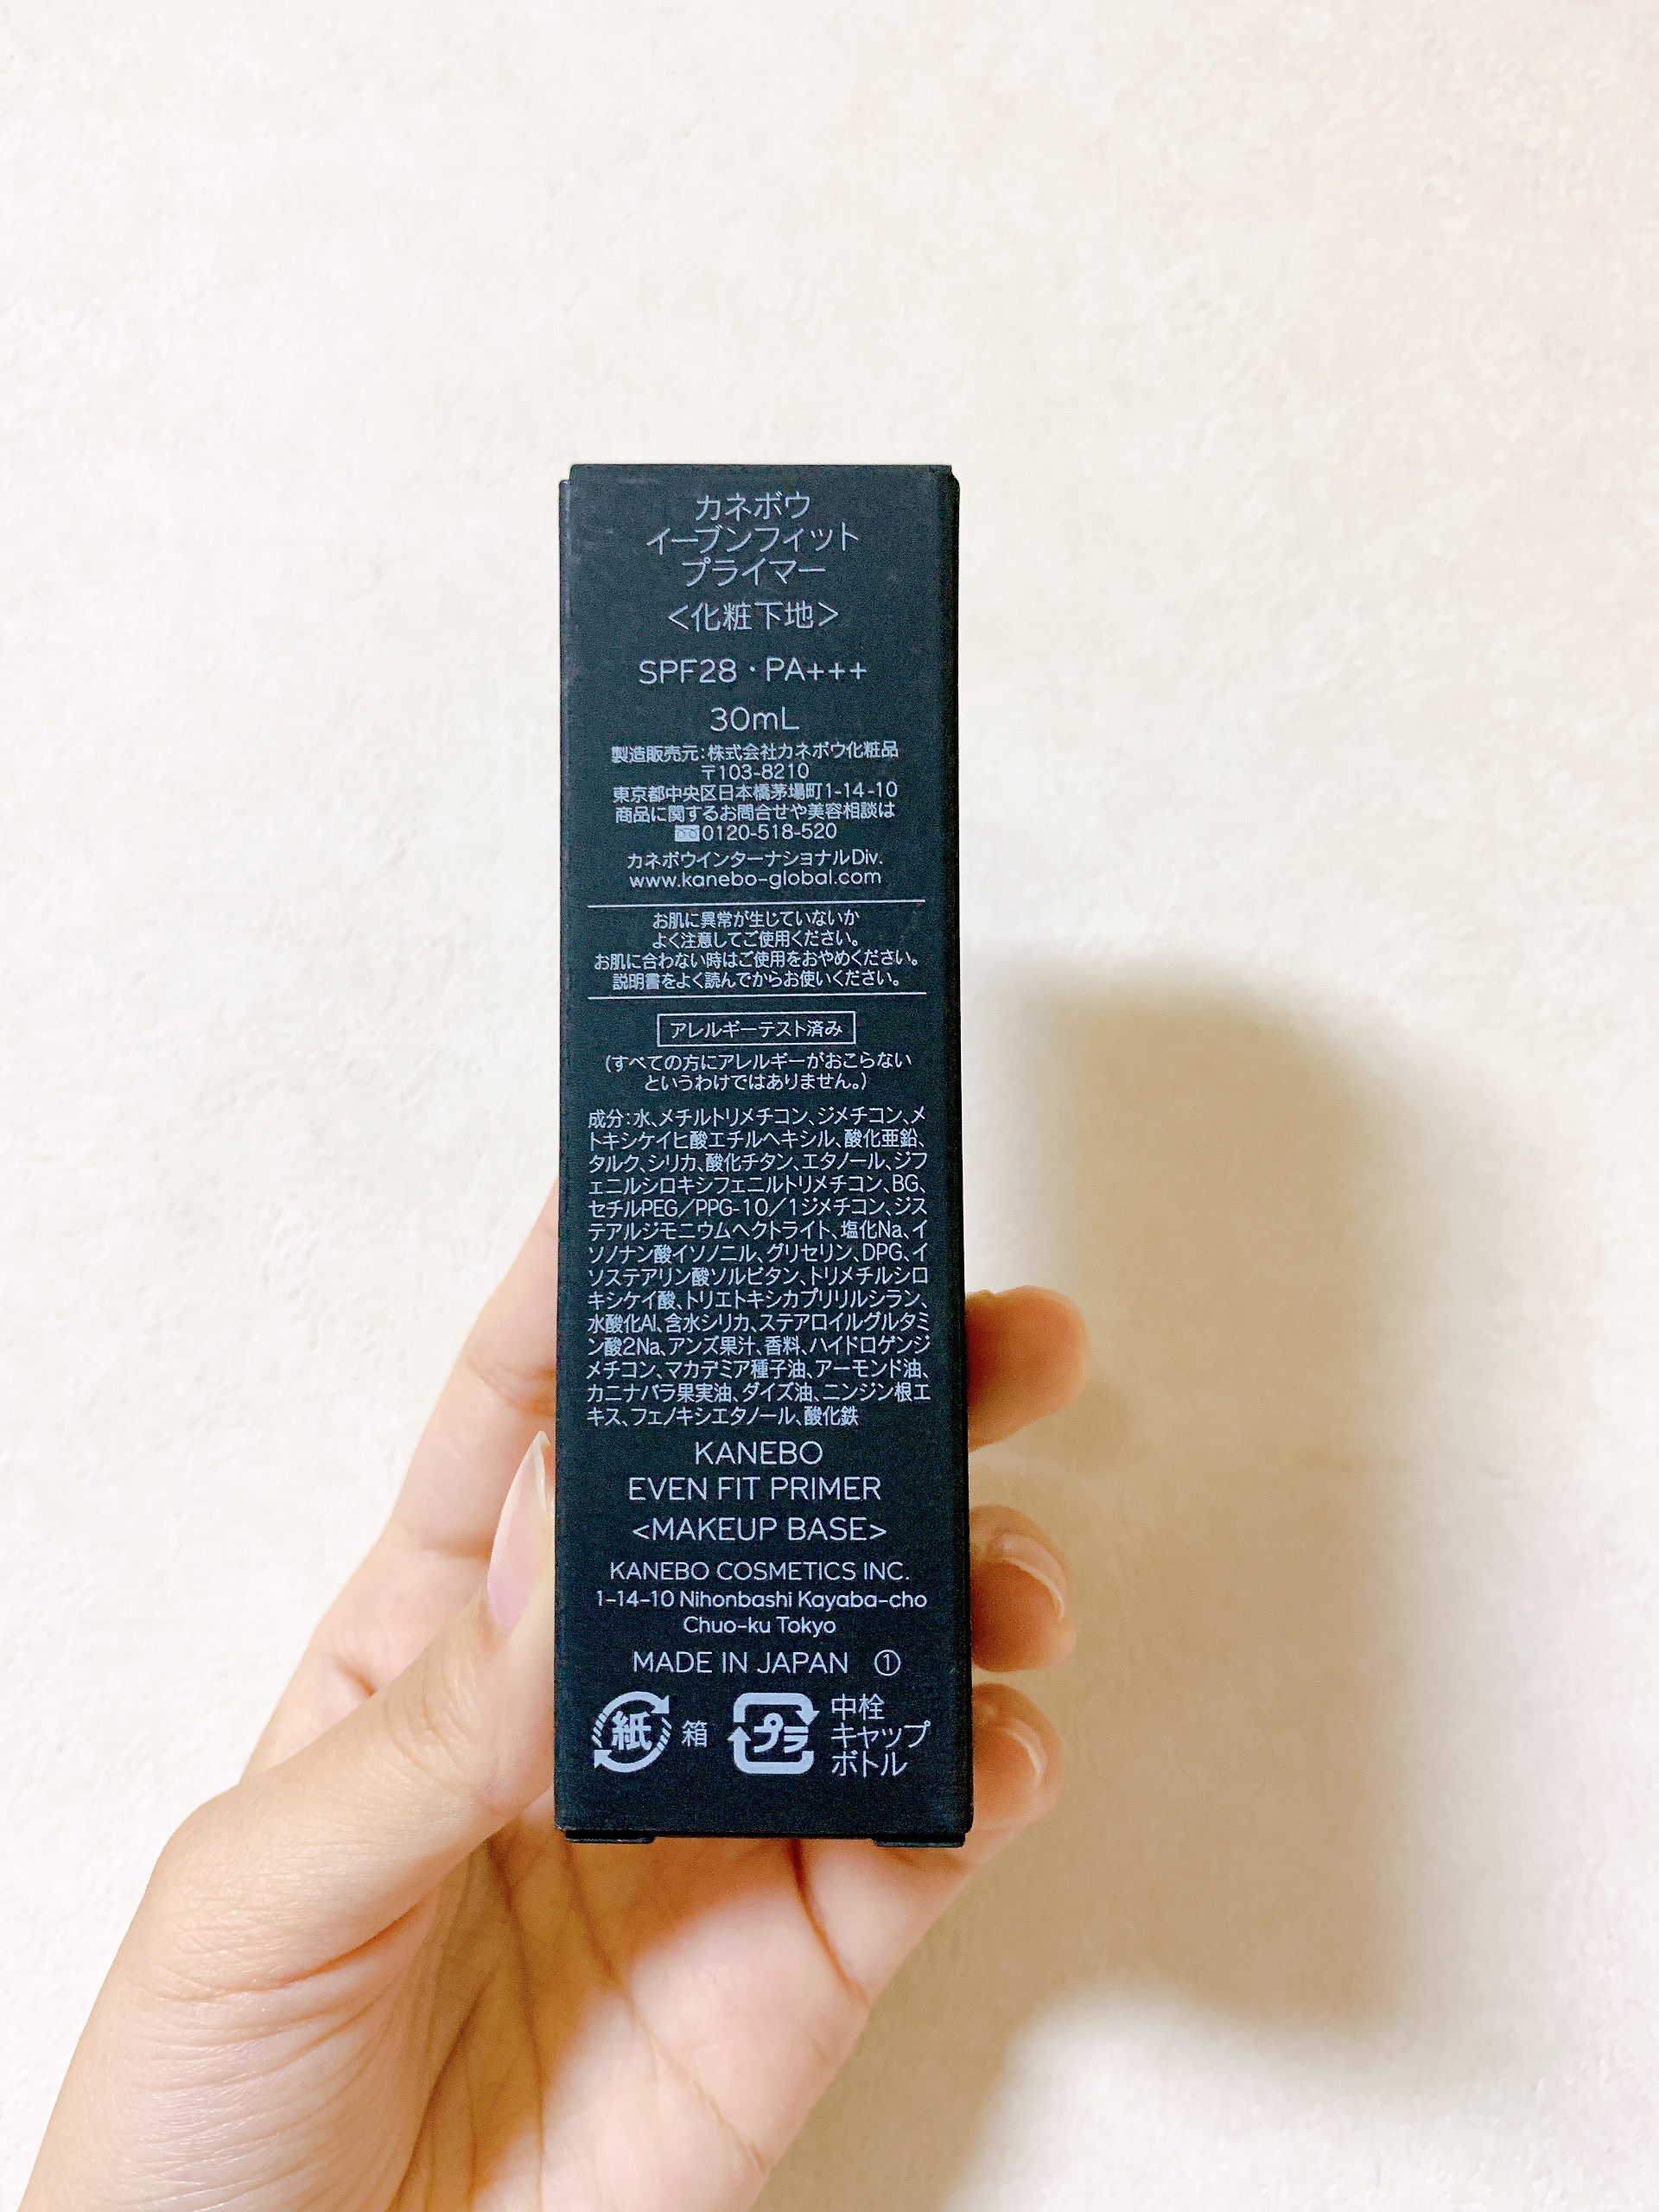 カネボウ
イーブンフィット
プライマー
<化粧下地>
SPF28・PA+++
30mL
製造販売元:株式会社カネボウ化粧品
〒103-8210
東京都中央区日本橋茅場町1-14-10
商品に関するお問合せや美容相談は
0120-518-520
カネボウインターナショナルDiv.
www.kanebo-global.com
お肌に異常が生じていないか
よく注意してご使用ください。
お肌に合わない時はご使用をおやめください。
説明書をよく読んでからお使いください。
アレルギーテスト済み
(すべての方にアレルギーがおこらない
というわけではありません。)
成分:水、メチルトリメチコン、ジメチコン、メ
トキシケイヒ酸エチルヘキシル、酸化亜鉛、
タルク、シリカ、酸化チタン、エタノール、ジフ
ェニルシロキシフェニルトリメチコン、BG、
セチルPEG/PPG-10/1ジメチコン、ジス
テアルジモニウムヘクトライト、塩化Na、イ
ソノナン酸イソノニル、グリセリン、DPG、イ
ソステアリン酸ソルビタン、トリメチルシロ
キシケイ酸、トリエトキシカプリリルシラン、
水酸化Al、含水シリカ、ステアロイルグルタミ
ン酸2Na、アンズ果汁、香料、ハイドロゲンジ
メチコン、マカデミア種子油、アーモンド油、
カニナバラ果実油、ダイズ油、ニンジン根エ
キス、フェノキシエタノール、酸化鉄
KANEBO
EVEN FIT PRIMER
<MAKEUP BASE>
KANEBO COSMETICS INC.
1-14-10 Nihonbashi Kayaba-cho
Chuo-ku Tokyo
MADE IN JAPAN ①
紙 箱
プラ 中栓
キャップ
ボトル